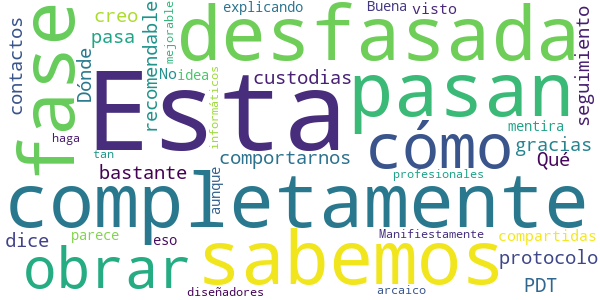 explicando Buena visto
contactos fase creo pasa Dónde recomendable mejorable desfasada seguimiento
No idea informáticos custodias pasan
haga Esta cómo mentira gracias
tan bastante comportarnos Qué
aunque profesionales
completamente
dice parece eso sabemos Manifiestamente compartidas
obrar protocolo
diseñadores arcaico PDT